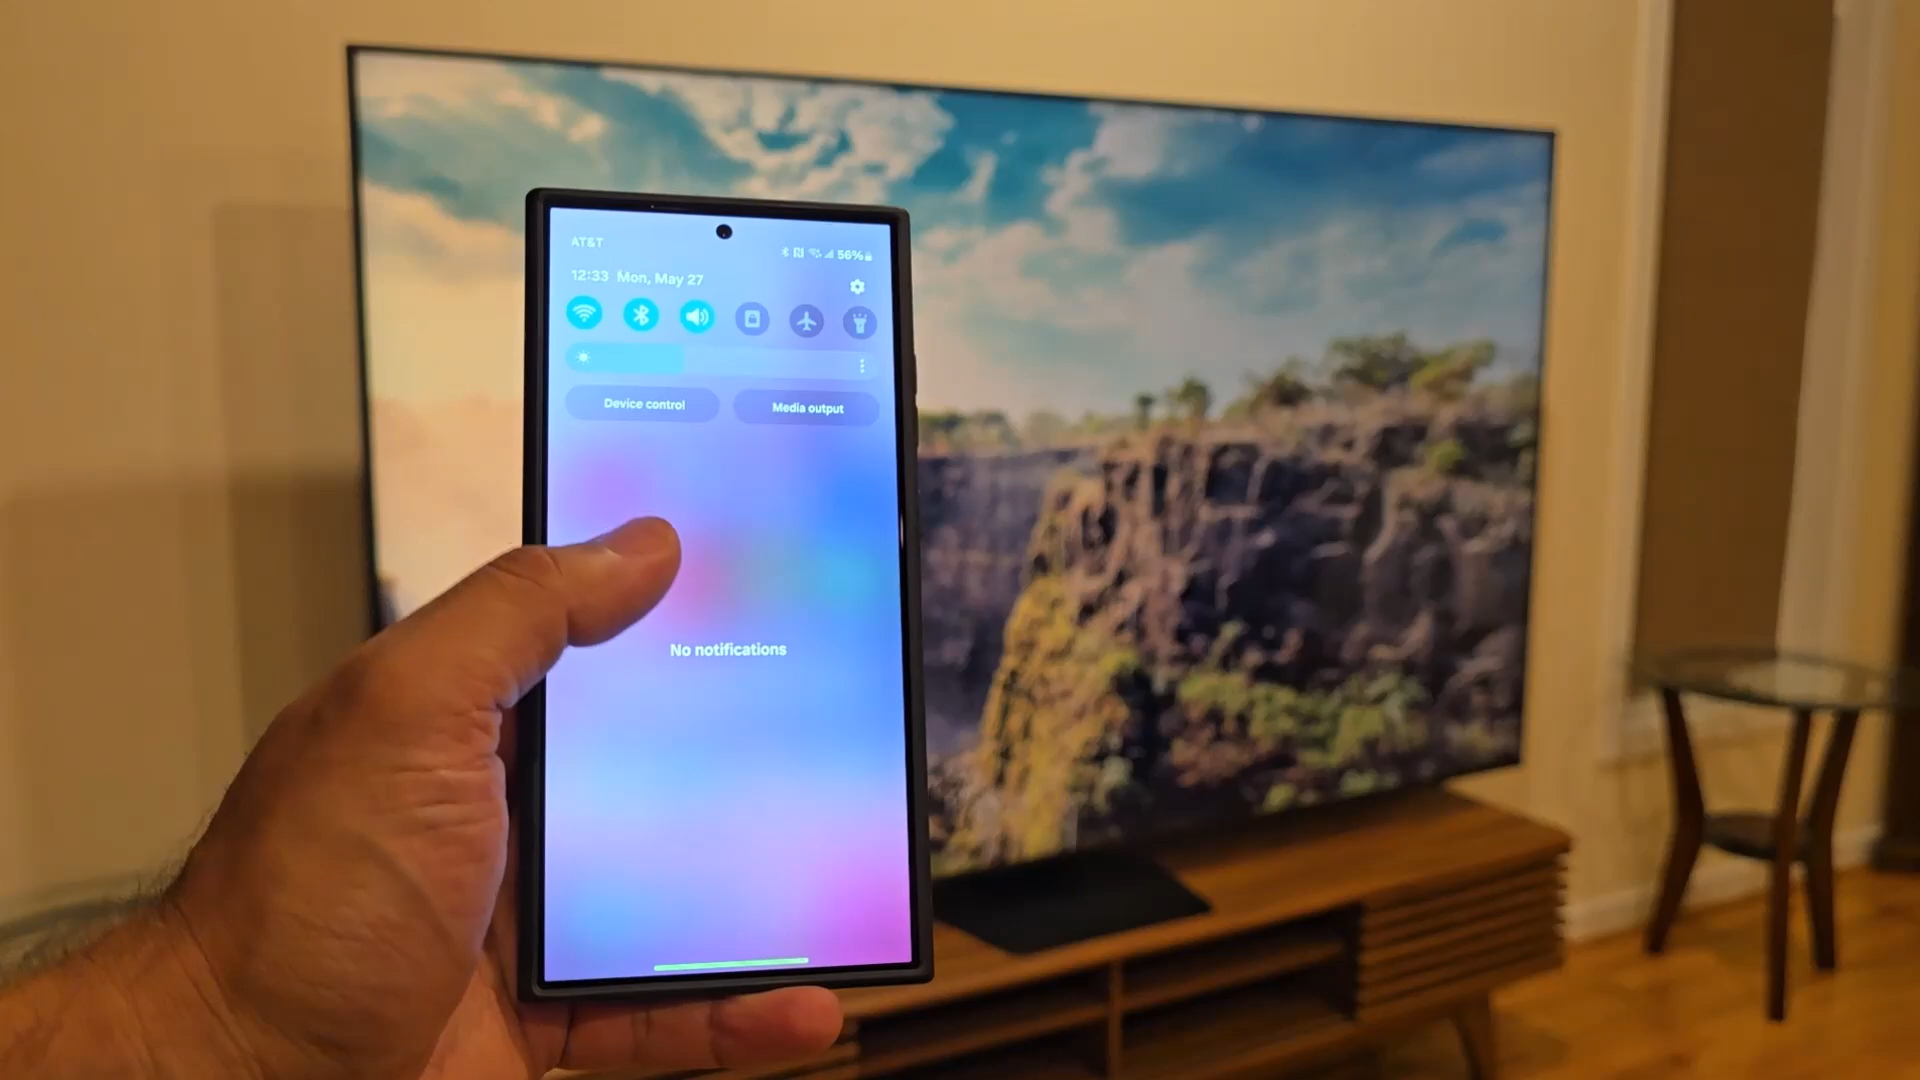 AT&T
56%
12:33 Mon, May 27
Device control
Media output
No notifications